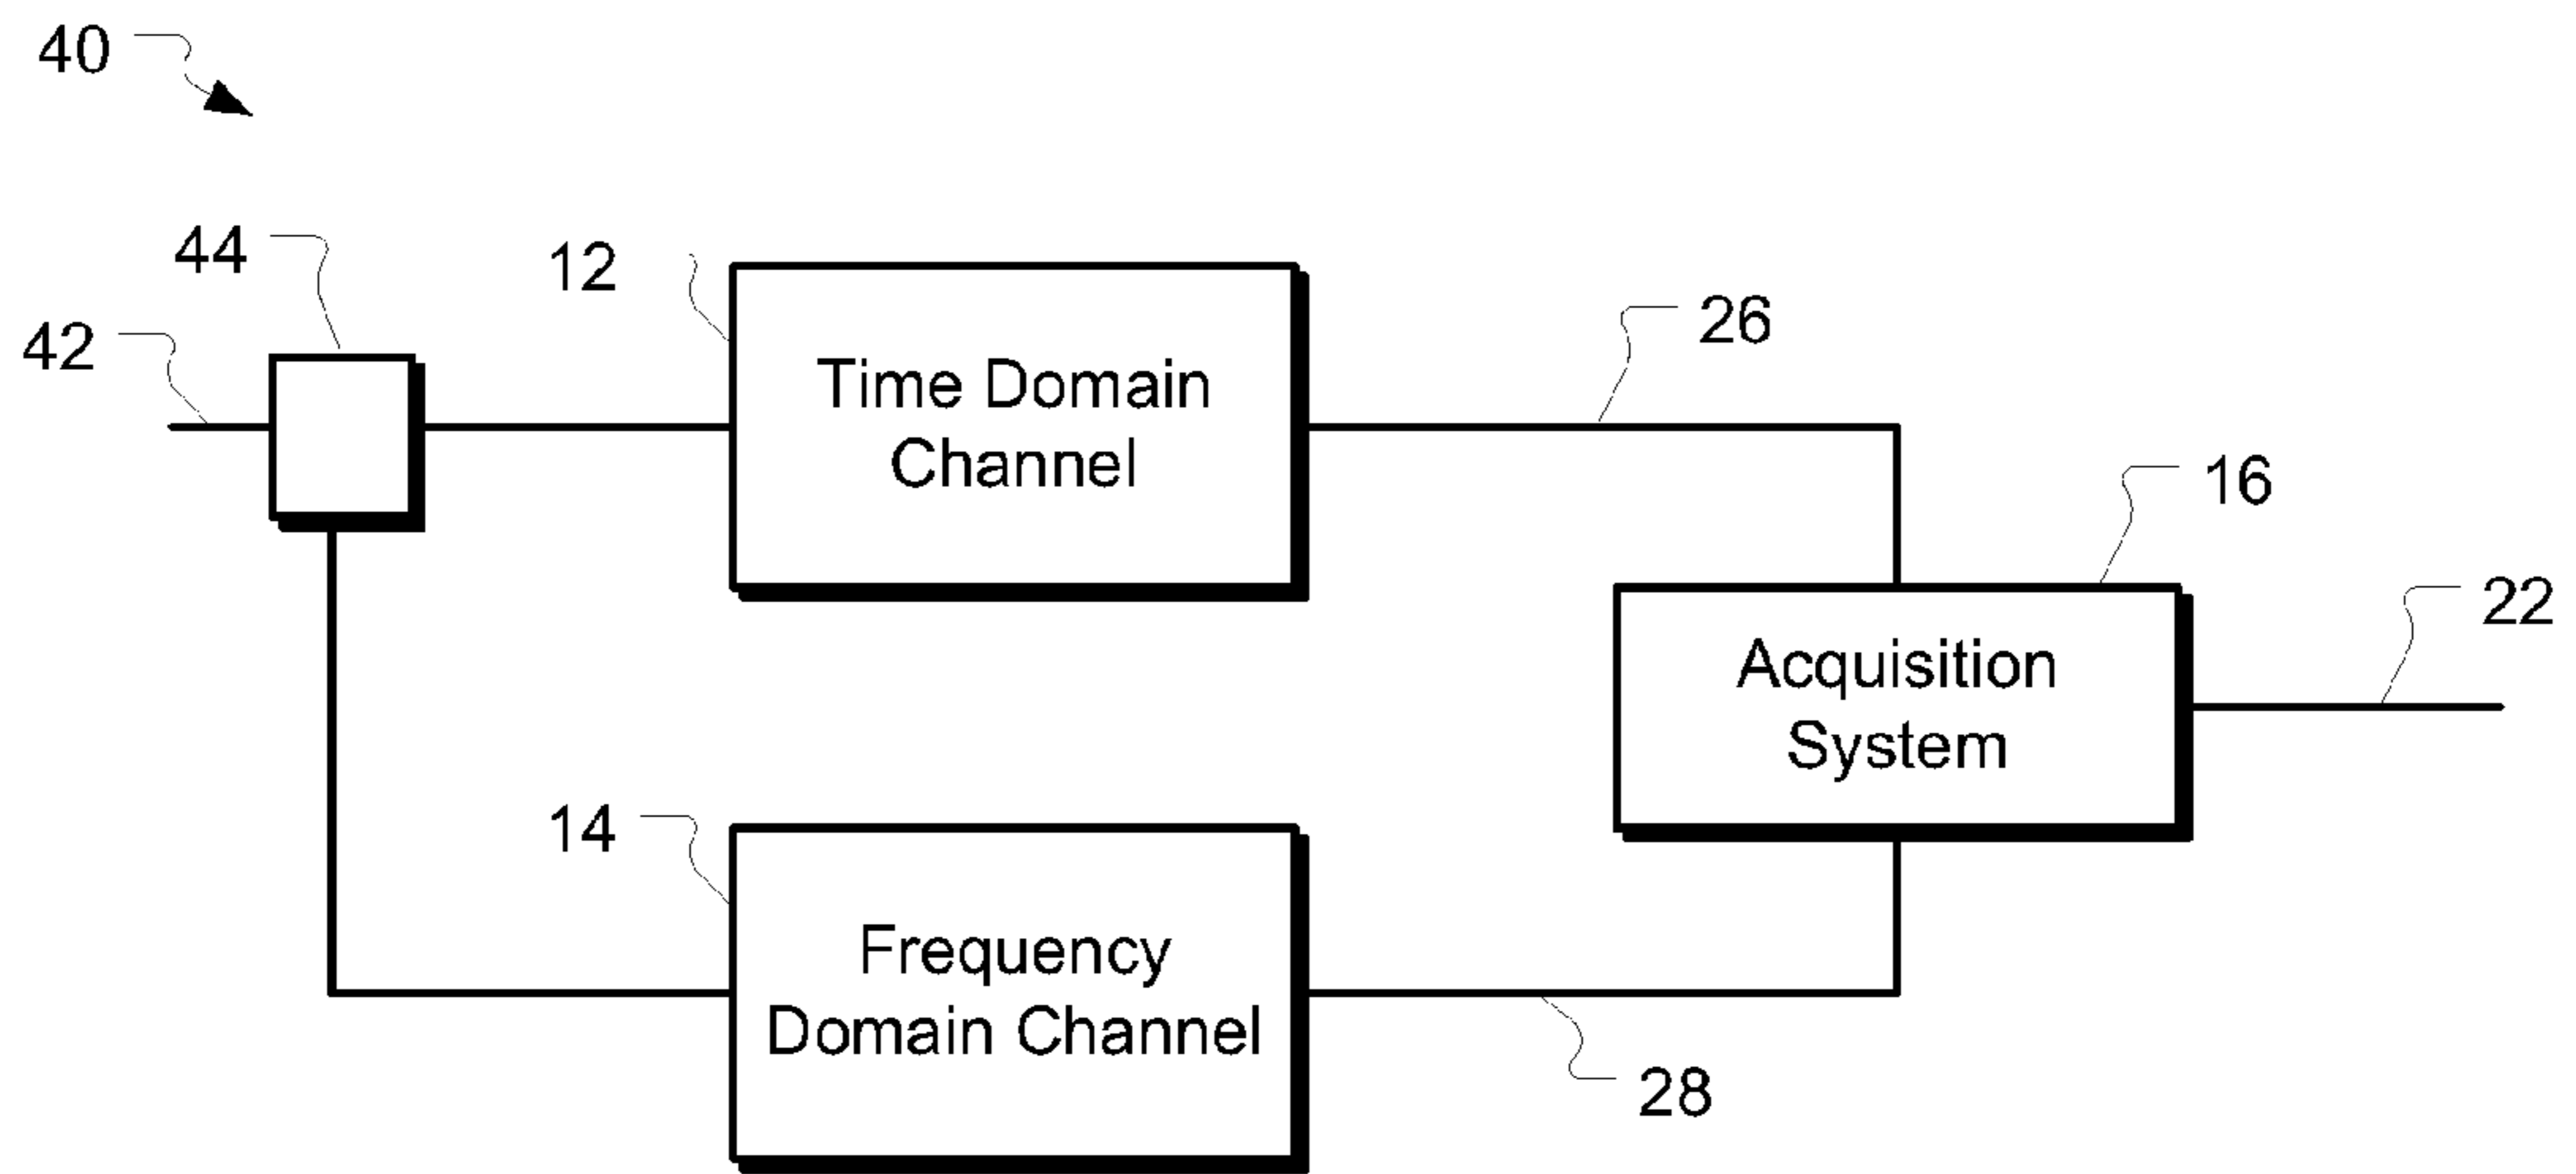 40
44
12
42
26
Time Domain
Channel
16
22
Acquisition
System
14
Frequency
Domain Channel
28